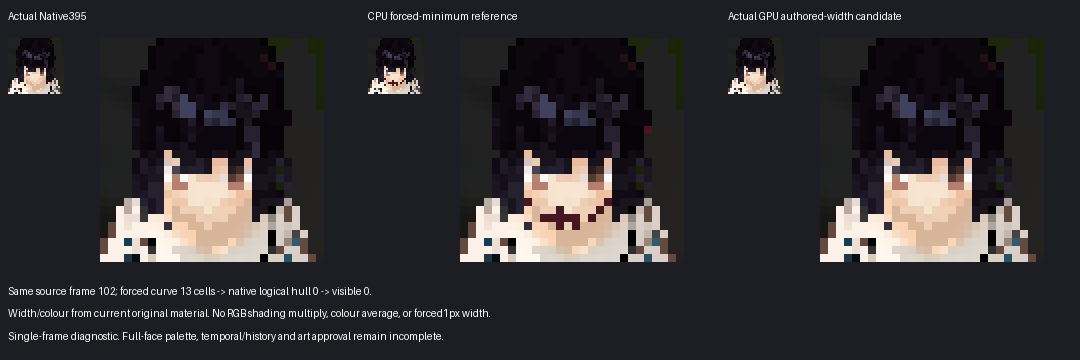 Actual Native395
CPU forced-minimum reference
Actual GPU authored-width candidate
Same source frame 102; forced curve 13 cells -> native logical hull 0 -> visible 0.
Width/colour from current original material. No RGB shading multiply, colour average, or forced 1px width.
Single-frame diagnostic. Full-face palette, temporal/history and art approval remain incomplete.